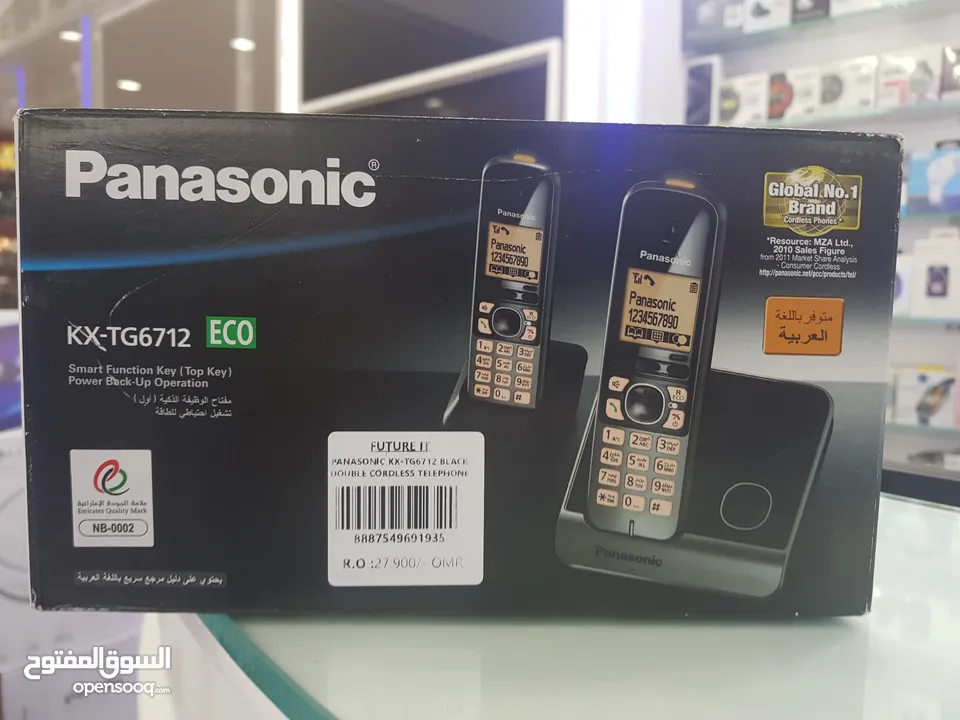 Panasonic®
KX-TG6712 ECO
Smart Function Key (Top Key)
Power Back-Up Operation
مفتاح الوظيفة الذكية (أول)
تشغيل احتياطي للطاقة
علامة الجودة الإماراتية
Emirates Quality Mark
NB-0002
يحتوي على دليل مرجع سريع باللغة العربية
FUTURE IT
PANASONIC KX-TG6712 BLACK
DOUBLE CORDLESS TELEPHONE
8887549691935
R.O :27.900/- OMR
Panasonic
Panasonic
1234567890
Panasonic
Panasonic
1234567890
R
ECO
Panasonic
Global No.1
Brand
Cordless Phones*
*Resource: MZA Ltd.,
2010 Sales Figure
from 2011 Market Share Analysis
- Consumer Cordless
http://panasonic.net/pcc/products/tel/
متوفر باللغة
العربية
السوق المفتوح
opensooq.com